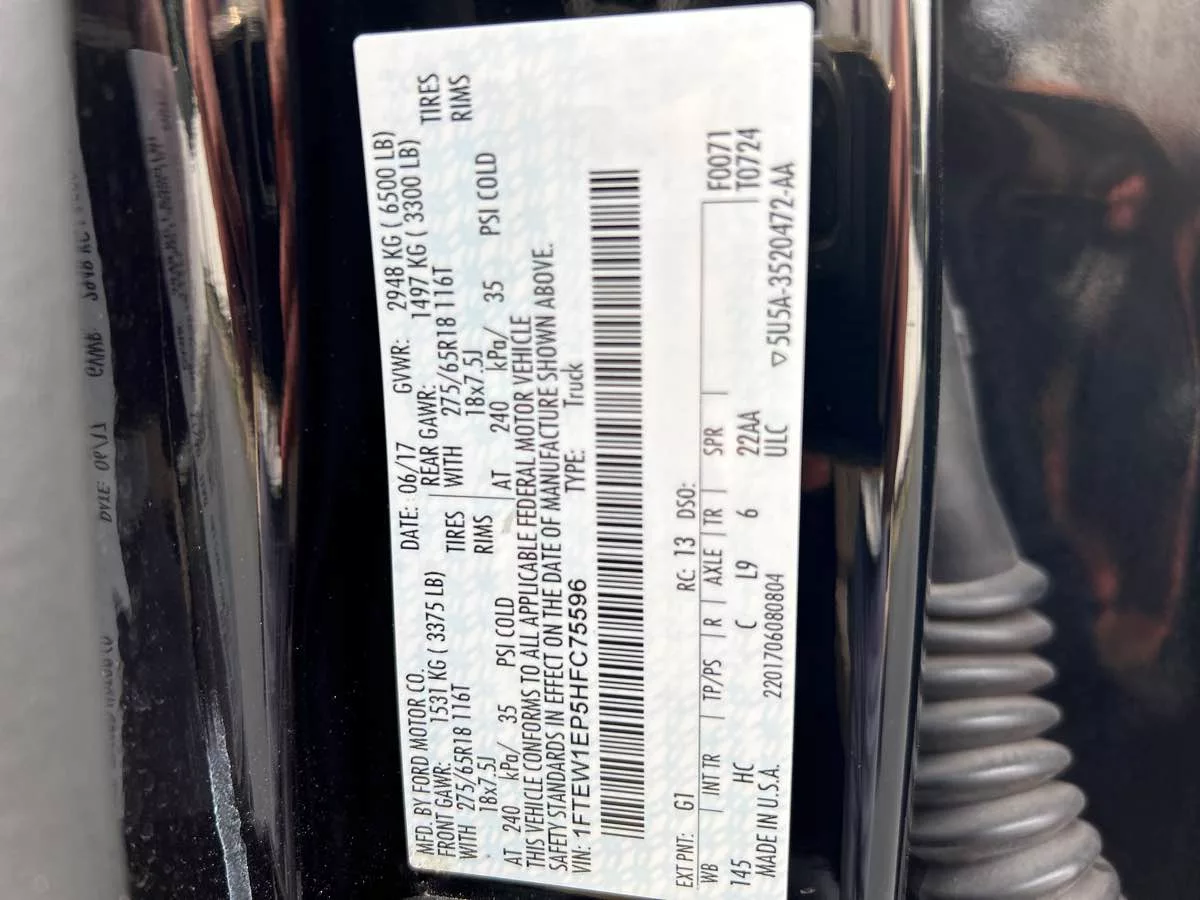 MFD. BY FORD MOTOR CO. DATE: 06/17 GVWR: 2948 KG ( 6500 LB)
FRONT GAWR: 1531 KG ( 3375 LB) REAR GAWR: 1497 KG ( 3300 LB)
WITH 275/65R18 116T TIRES WITH 275/65R18 116T TIRES
18x7.5J RIMS 18x7.5J RIMS
AT 240 kPa/ 35 PSI COLD AT 240 kPa/ 35 PSI COLD
THIS VEHICLE CONFORMS TO ALL APPLICABLE FEDERAL MOTOR VEHICLE
SAFETY STANDARDS IN EFFECT ON THE DATE OF MANUFACTURE SHOWN ABOVE.
VIN: 1FTEW1EP5HFC75596 TYPE: Truck
EXT PNT: G1 RC: 13 DSO: F0071
WB | INT TR | TP/PS | R | AXLE | TR | SPR | T0724
145 HC C L9 6 22AA
MADE IN U.S.A. 2201706080804 ULC ▽5U5A-3520472-AA